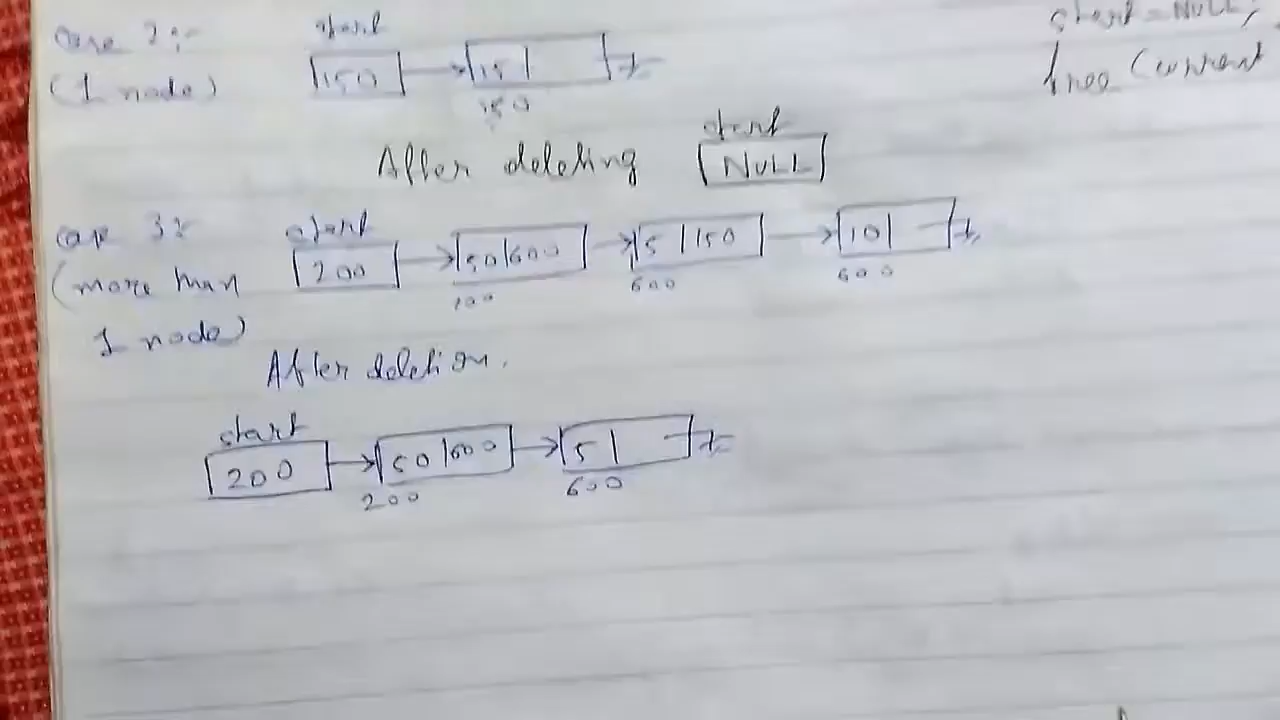 case 2:-
start
start = NULL;
free (current
(1 node)
150
15
150
After deleting
start
NULL
case 3:
start
(more than
1 node)
200
50 600
5 150
10
600
600
After deletion.
start
200
50 600
5
200
600